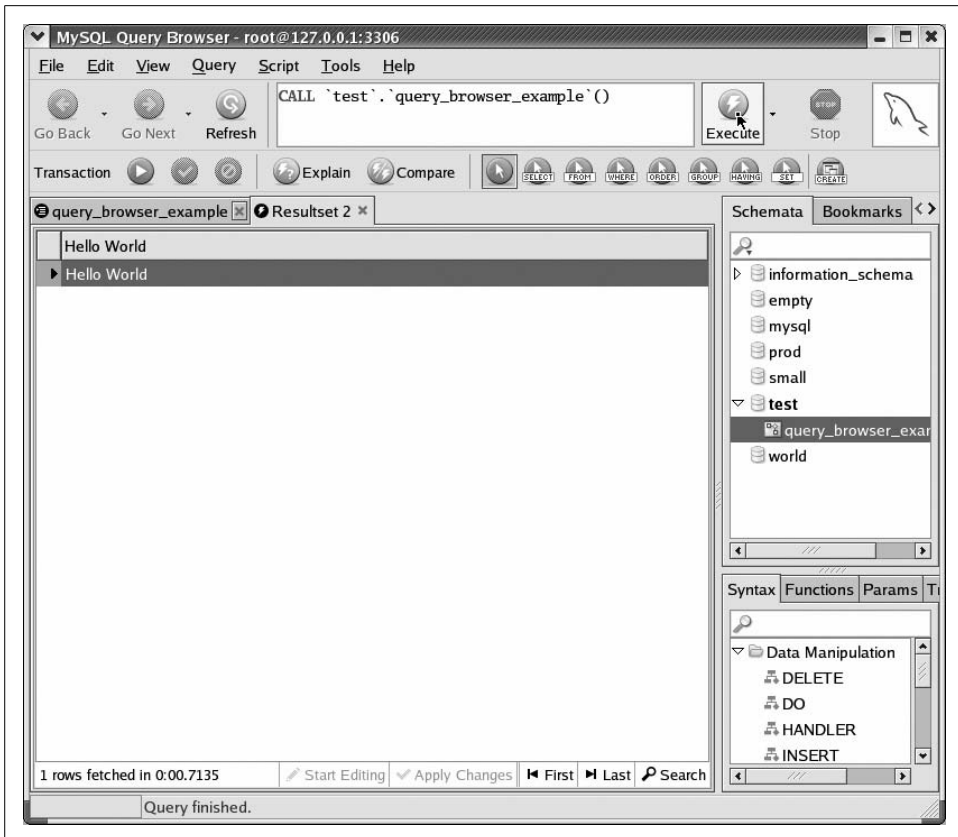 MySQL Query Browser - root@127.0.0.1:3306
File Edit View Query Script Tools Help
CALL `test`.`query_browser_example`()
Go Back Go Next Refresh Execute Stop
STOP
Transaction Explain Compare SELECT FROM WHERE ORDER GROUP HAVING SET CREATE
query_browser_example Resultset 2
Hello World
Hello World
1 rows fetched in 0:00.7135 Start Editing Apply Changes First Last Search
Query finished.
Schemata Bookmarks
information_schema
empty
mysql
prod
small
test
query_browser_exam
world
Syntax Functions Params Tr
Data Manipulation
DELETE
DO
HANDLER
INSERT